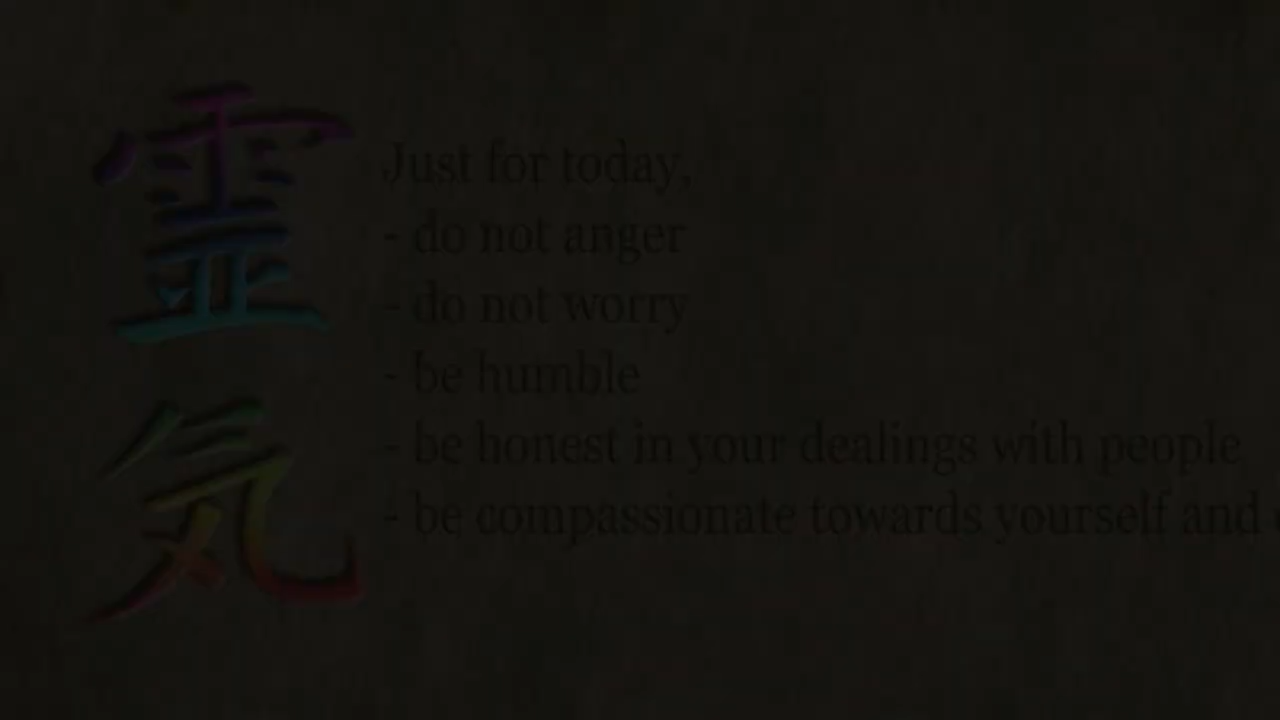 霊気
Just for today,
- do not anger
- do not worry
- be humble
- be honest in your dealings with people
- be compassionate towards yourself and